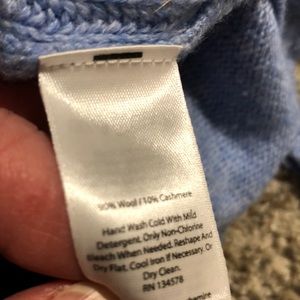 90% Wool / 10% Cashmere
Hand Wash Cold With Mild
Detergent. Only Non-Chlorine
Bleach When Needed. Reshape And
Dry Flat. Cool Iron if Necessary. Or
Dry Clean.
RN 134578